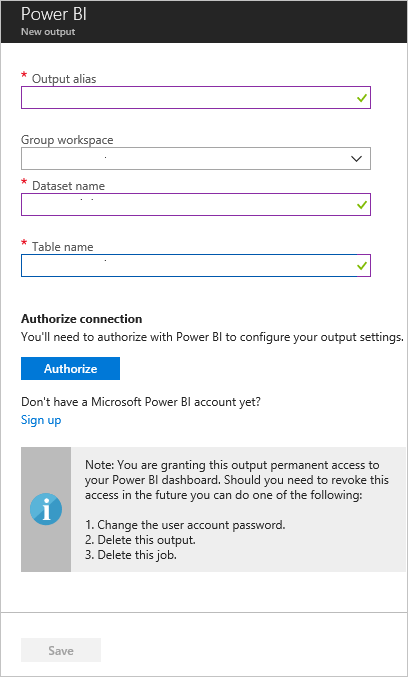 Power BI
New output
* Output alias
Group workspace
* Dataset name
* Table name
Authorize connection
You'll need to authorize with Power BI to configure your output settings.
Authorize
Don't have a Microsoft Power BI account yet?
Sign up
Note: You are granting this output permanent access to
your Power BI dashboard. Should you need to revoke this
access in the future you can do one of the following:
1. Change the user account password.
2. Delete this output.
3. Delete this job.
Save